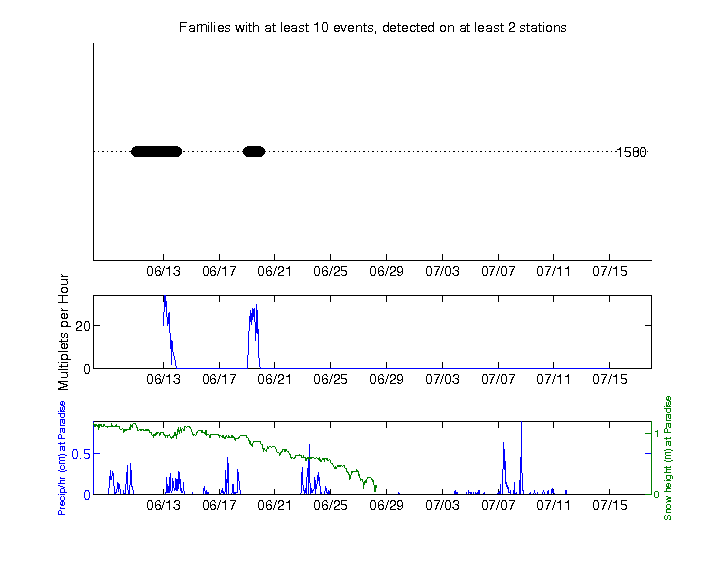 Families with at least 10 events, detected on at least 2 stations
1580
06/13 06/17 06/21 06/25 06/29 07/03 07/07 07/11 07/15
Multiplets per Hour
20
0
06/13 06/17 06/21 06/25 06/29 07/03 07/07 07/11 07/15
Precip/hr (cm) at Paradise
0.5
0
1
0
Snow height (m) at Paradise
06/13 06/17 06/21 06/25 06/29 07/03 07/07 07/11 07/15